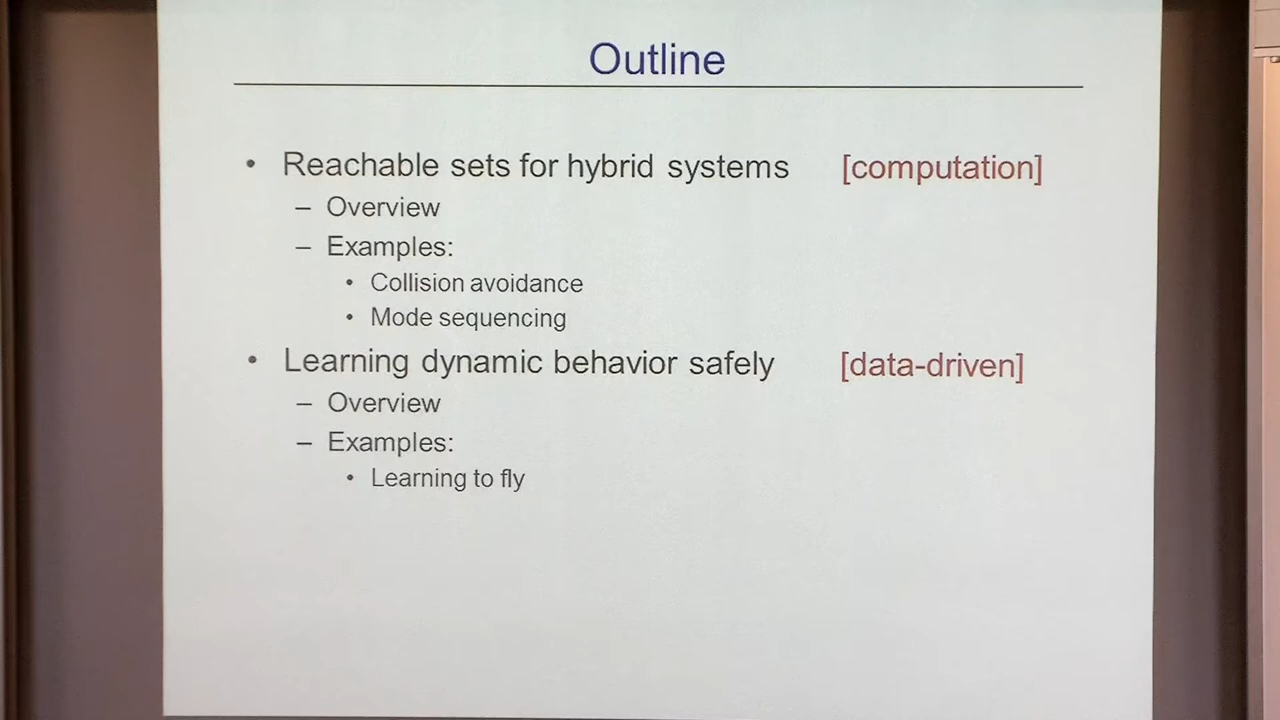 Outline
• Reachable sets for hybrid systems [computation]
– Overview
– Examples:
• Collision avoidance
• Mode sequencing
• Learning dynamic behavior safely [data-driven]
– Overview
– Examples:
• Learning to fly